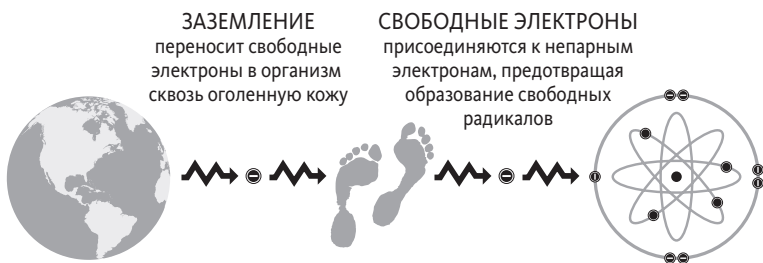 ЗАЗЕМЛЕНИЕ
переносит свободные
электроны в организм
сквозь оголенную кожу
СВОБОДНЫЕ ЭЛЕКТРОНЫ
присоединяются к непарным
электронам, предотвращая
образование свободных
радикалов